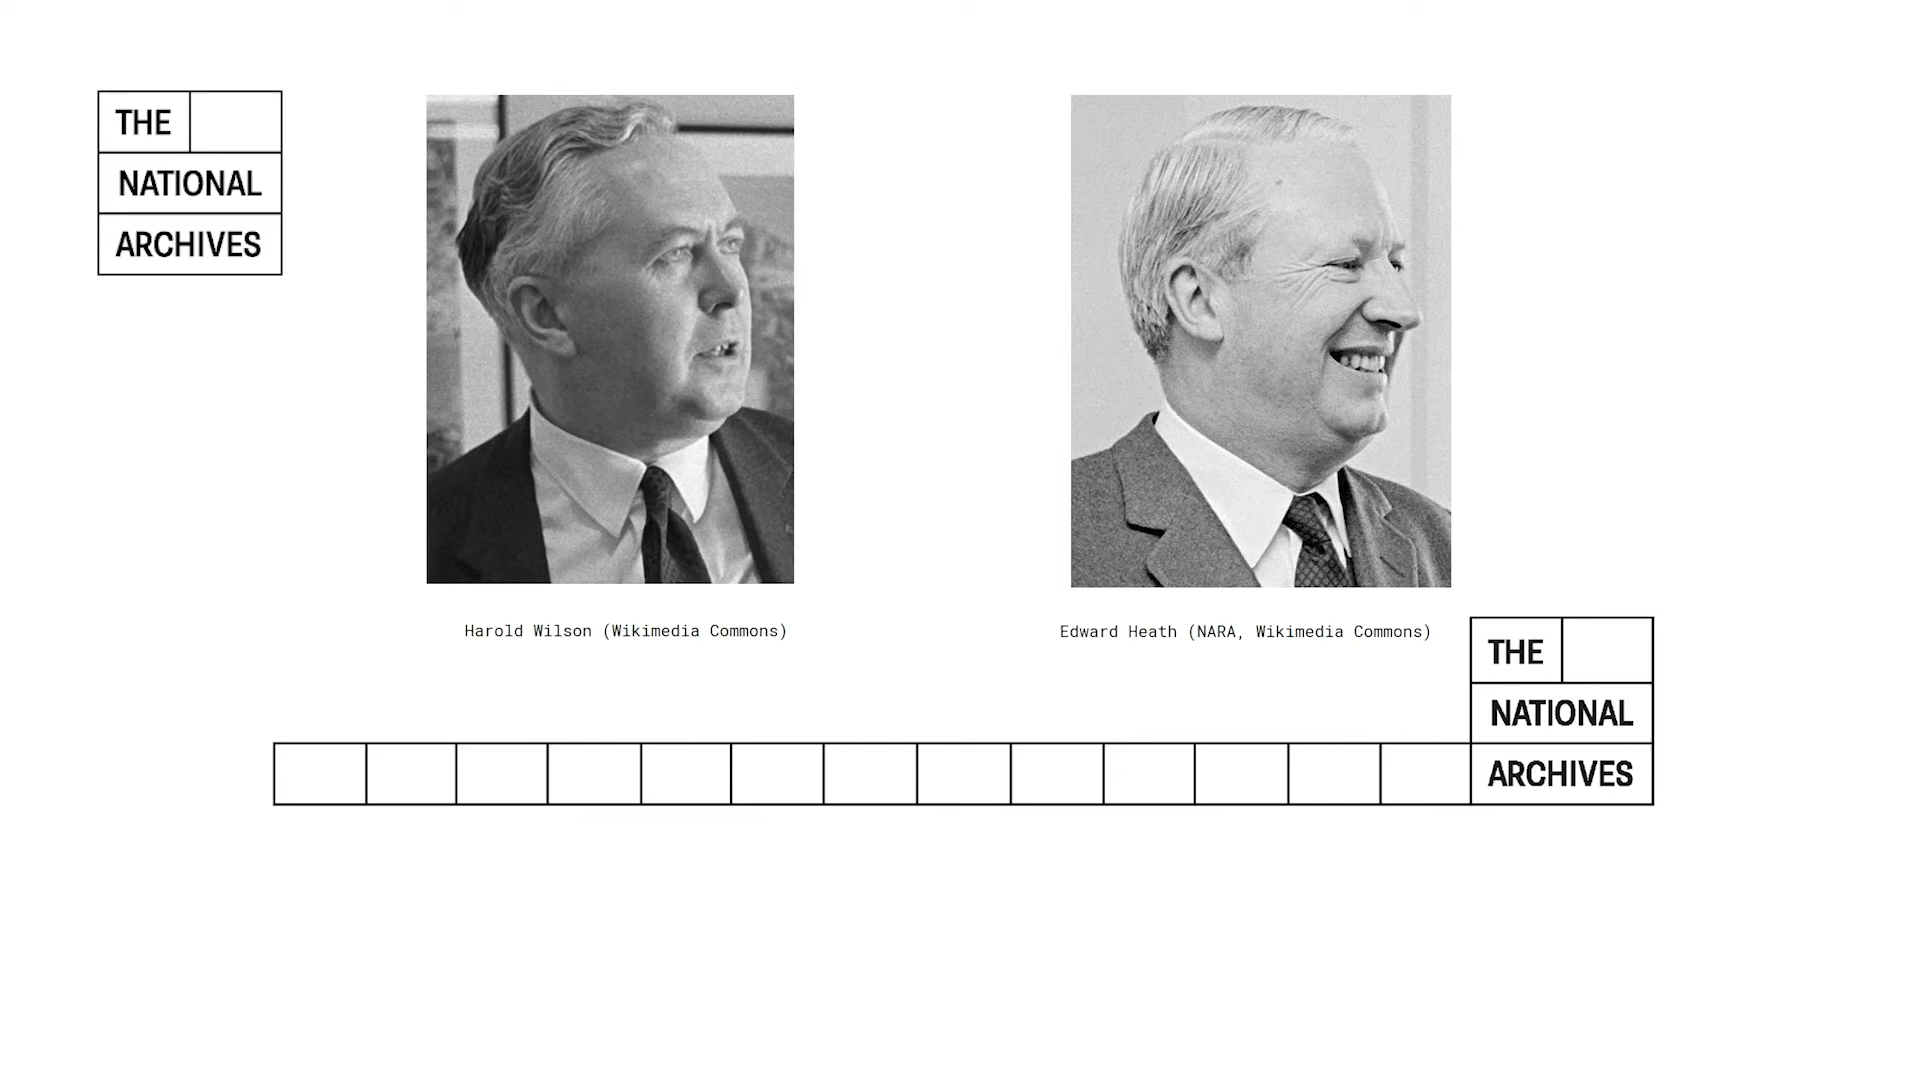 THE
NATIONAL
ARCHIVES
Harold Wilson (Wikimedia Commons)
Edward Heath (NARA, Wikimedia Commons)
THE
NATIONAL
ARCHIVES